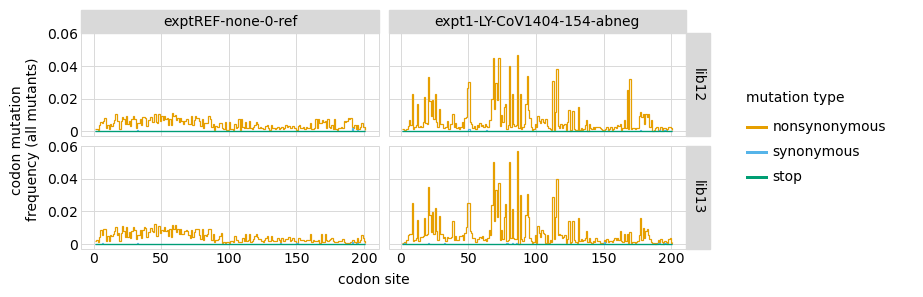 exptREF-none-0-ref
expt1-LY-CoV1404-154-abneg
0.06
0.04
0.02
0
lib12
codon mutation
frequency (all mutants)
mutation type
nonsynonymous
synonymous
stop
0.06
0.04
0.02
0
lib13
0 50 100 150 200
0 50 100 150 200
codon site